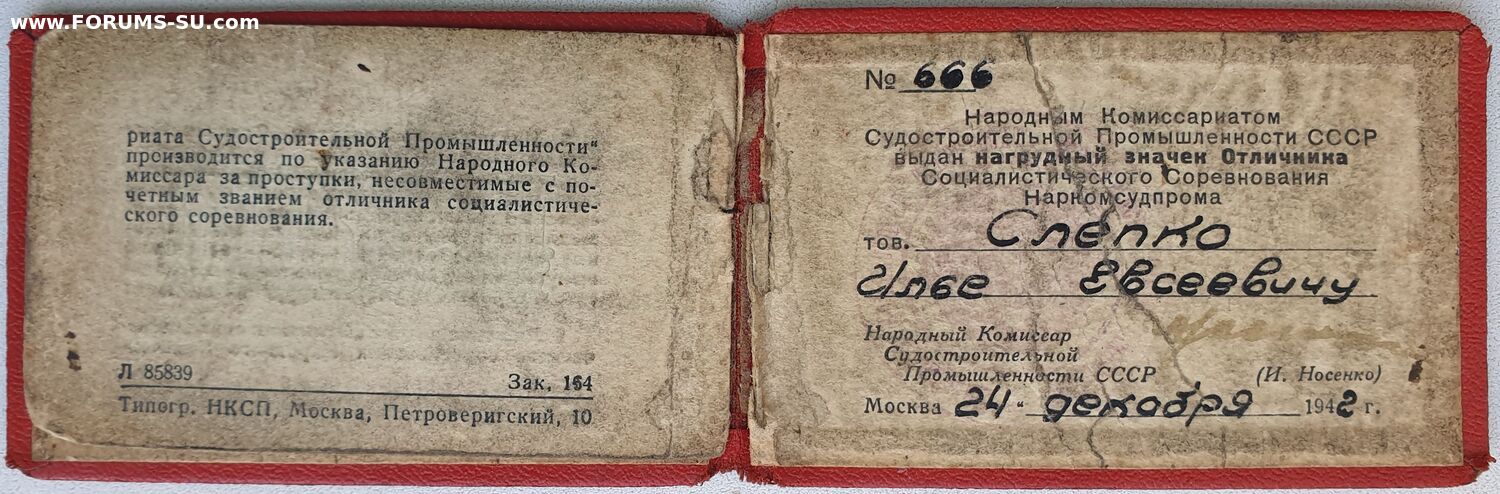 www.FORUMS-SU.com
риата Судостроительной Промышленности"
производится по указанию Народного Ко-
миссара за проступки, несовместимые с по-
четным званием отличника социалистиче-
ского соревнования.
Л 85839
Зак. 164
Типогр. НКСП, Москва, Петроверигский, 10
№ 666
Народным Комиссариатом
Судостроительной Промышленности СССР
выдан нагрудный значек Отличника
Социалистического Соревнования
Наркомсудпрома
тов. Слепко
Илье Евсеевичу
Народный Комиссар
Судостроительной
Промышленности СССР
(И. Носенко)
Москва 24 " декабря 1942 г.